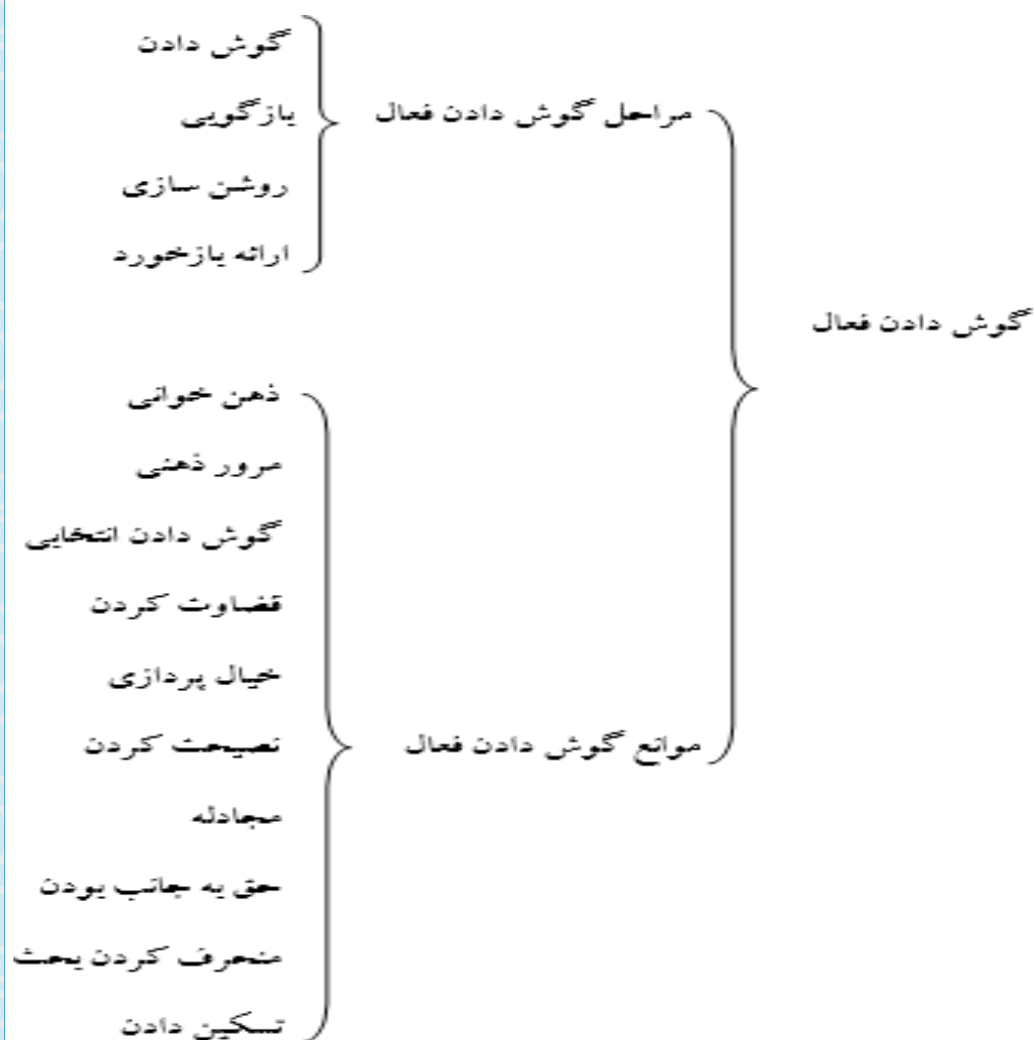 گوش دادن فعال
مراحل گوش دادن فعال
گوش دادن
بازگویی
روشن سازی
ارائه بازخورد
موانع گوش دادن فعال
ذهن خوانی
مرور ذهنی
گوش دادن انتخابی
قضاوت کردن
خیال پردازی
نصیحت کردن
مجادله
حق به جانب بودن
منحرف کردن بحث
تسکین دادن